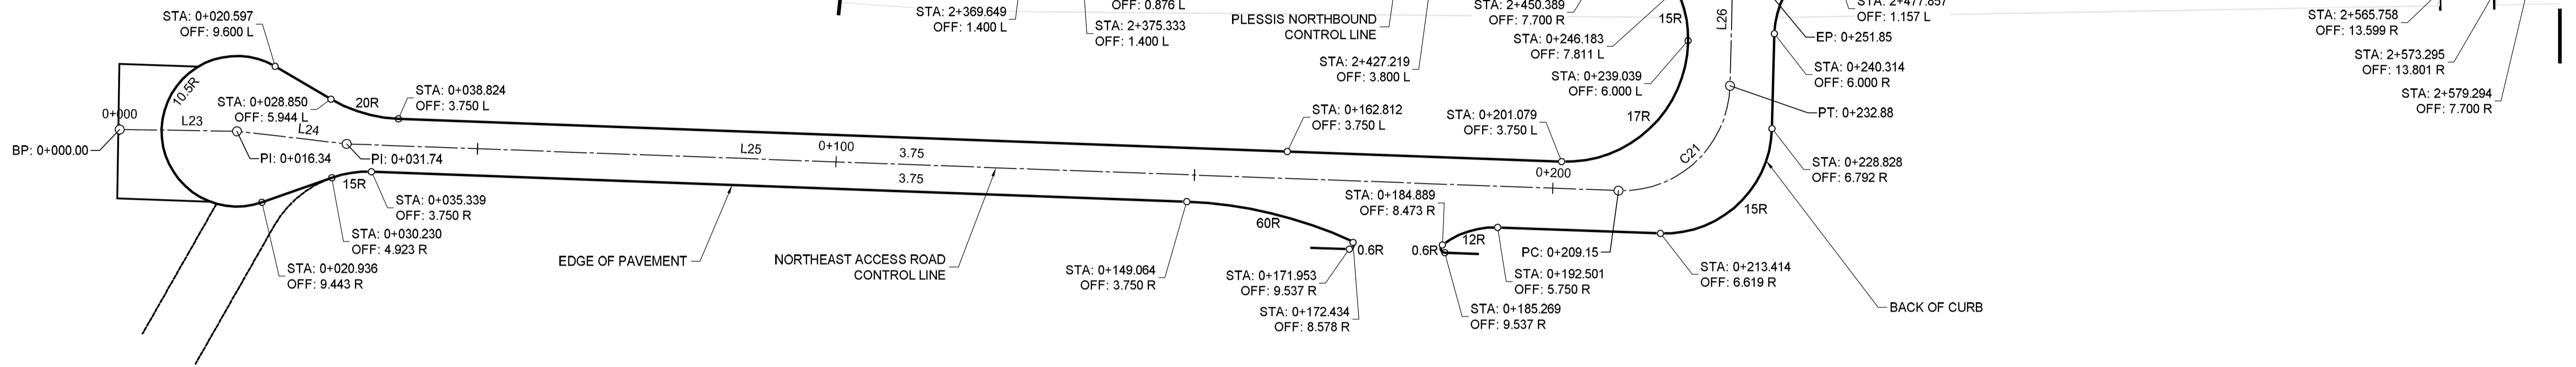 STA: 0+020.597
OFF: 9.600 L
STA: 2+369.649
OFF: 1.400 L
OFF: 0.876 L
STA: 2+375.333
OFF: 1.400 L
PLESSIS NORTHBOUND
CONTROL LINE
STA: 2+427.219
OFF: 3.800 L
STA: 2+450.389
OFF: 7.700 R
15R
STA: 0+246.183
OFF: 7.811 L
STA: 0+239.039
OFF: 6.000 L
L26
STA: 2+477.857
OFF: 1.157 L
EP: 0+251.85
STA: 0+240.314
OFF: 6.000 R
STA: 2+565.758
OFF: 13.599 R
STA: 2+573.295
OFF: 13.801 R
STA: 2+579.294
OFF: 7.700 R
10.5R
0+000
L23
STA: 0+028.850
OFF: 5.944 L
L24
20R
STA: 0+038.824
OFF: 3.750 L
BP: 0+000.00
PI: 0+016.34
PI: 0+031.74
L25
0+100
3.75
3.75
STA: 0+162.812
OFF: 3.750 L
STA: 0+201.079
OFF: 3.750 L
17R
C21
PT: 0+232.88
STA: 0+228.828
OFF: 6.792 R
0+200
15R
STA: 0+035.339
OFF: 3.750 R
STA: 0+030.230
OFF: 4.923 R
STA: 0+020.936
OFF: 9.443 R
EDGE OF PAVEMENT
NORTHEAST ACCESS ROAD
CONTROL LINE
STA: 0+149.064
OFF: 3.750 R
60R
0.6R
STA: 0+171.953
OFF: 9.537 R
STA: 0+172.434
OFF: 8.578 R
STA: 0+184.889
OFF: 8.473 R
0.6R
12R
PC: 0+209.15
STA: 0+192.501
OFF: 5.750 R
STA: 0+185.269
OFF: 9.537 R
STA: 0+213.414
OFF: 6.619 R
15R
BACK OF CURB